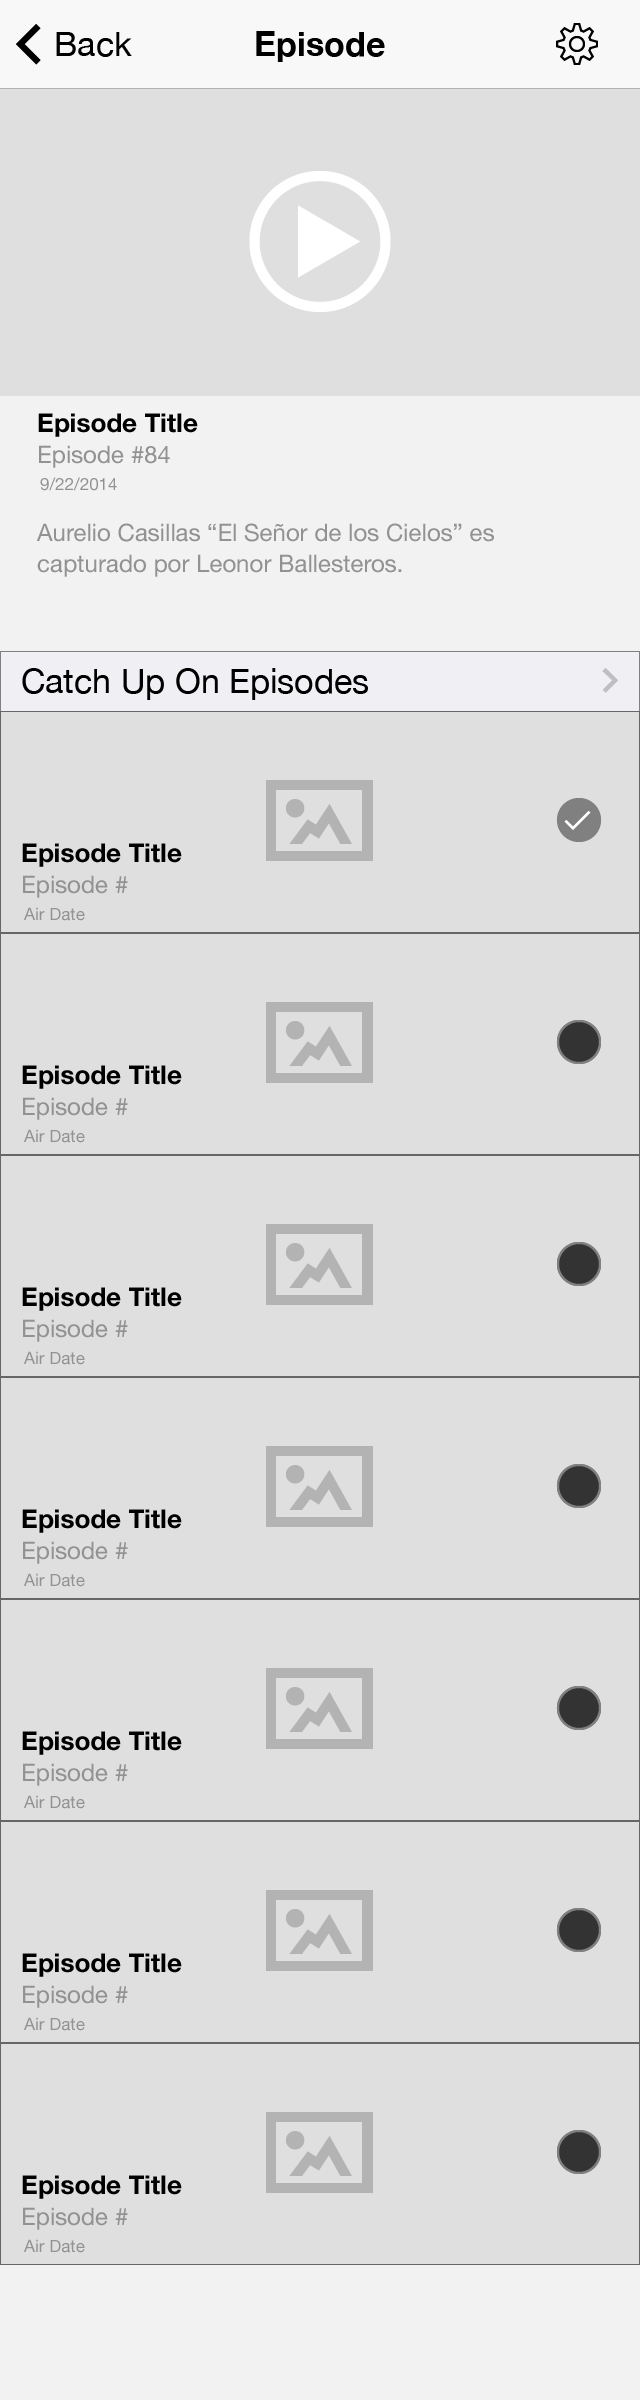 Back
Episode
Episode Title
Episode #84
9/22/2014
Aurelio Casillas “El Señor de los Cielos” es
capturado por Leonor Ballesteros.
Catch Up On Episodes
Episode Title
Episode #
Air Date
Episode Title
Episode #
Air Date
Episode Title
Episode #
Air Date
Episode Title
Episode #
Air Date
Episode Title
Episode #
Air Date
Episode Title
Episode #
Air Date
Episode Title
Episode #
Air Date